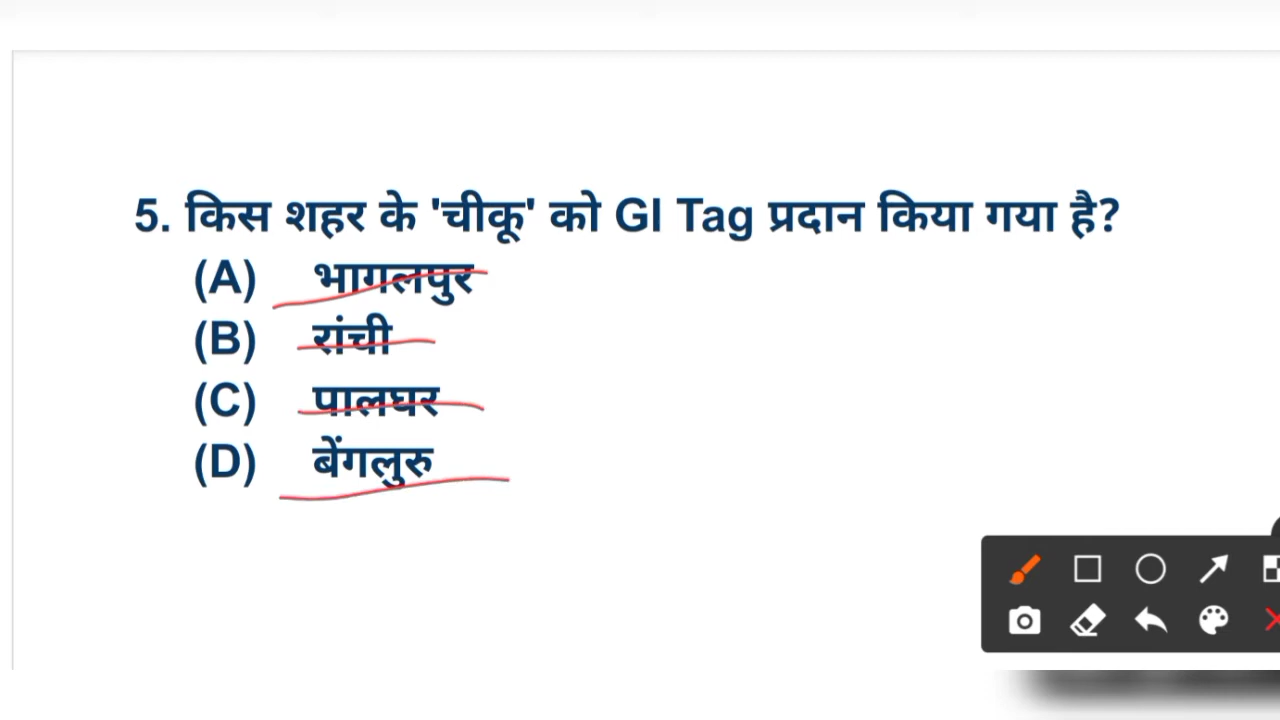 5. किस शहर के 'चीकू' को GI Tag प्रदान किया गया है?
(A) भागलपुर
(B) रांची
(C) पालघर
(D) बेंगलुरु